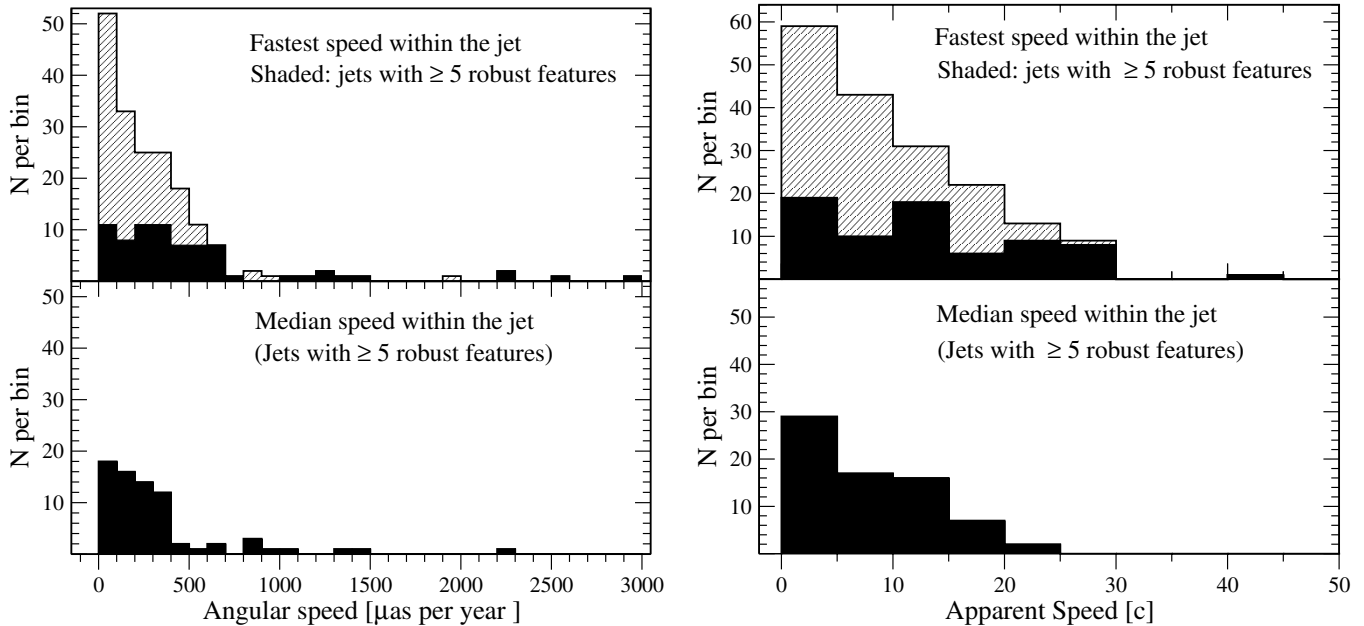 50
40
30
20
10
N per bin
Fastest speed within the jet
Shaded: jets with ≥ 5 robust features
50
40
30
20
10
N per bin
Median speed within the jet
(Jets with ≥ 5 robust features)
0 500 1000 1500 2000 2500 3000
Angular speed [μas per year ]
60
50
40
30
20
10
N per bin
Fastest speed within the jet
Shaded: jets with ≥ 5 robust features
50
40
30
20
10
N per bin
Median speed within the jet
(Jets with ≥ 5 robust features)
0 10 20 30 40 50
Apparent Speed [c]